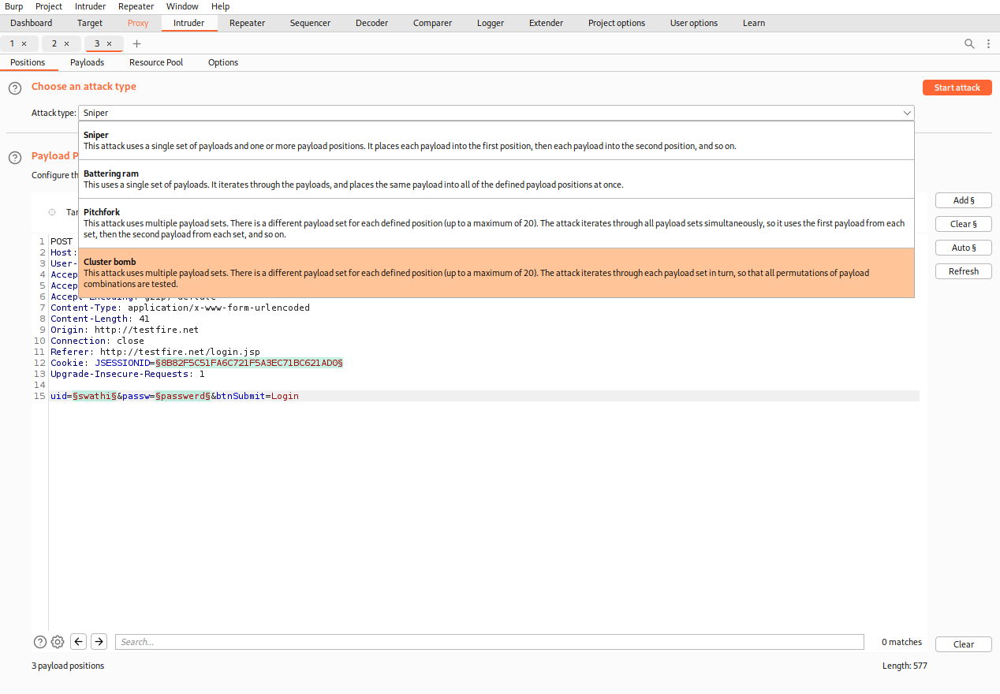 Burp Project Intruder Repeater Window Help
Dashboard Target Proxy Intruder Repeater Sequencer Decoder Comparer Logger Extender Project options User options Learn
1 × 2 × 3 × +
Positions Payloads Resource Pool Options
? Choose an attack type
Start attack
Attack type: Sniper
Sniper
This attack uses a single set of payloads and one or more payload positions. It places each payload into the first position, then each payload into the second position, and so on.
? Payload P
Battering ram
Configure th
This uses a single set of payloads. It iterates through the payloads, and places the same payload into all of the defined payload positions at once.
Add §
Pitchfork
Tar
This attack uses multiple payload sets. There is a different payload set for each defined position (up to a maximum of 20). The attack iterates through all payload sets simultaneously, so it uses the first payload from each
set, then the second payload from each set, and so on.
Clear §
Auto §
Refresh
Cluster bomb
This attack uses multiple payload sets. There is a different payload set for each defined position (up to a maximum of 20). The attack iterates through each payload set in turn, so that all permutations of payload
combinations are tested.
1 POST
2 Host:
3 User-
4 Accep
5 Accep
6 Accept-Encoding: gzip, deflate
7 Content-Type: application/x-www-form-urlencoded
8 Content-Length: 41
9 Origin: http://testfire.net
10 Connection: close
11 Referer: http://testfire.net/login.jsp
12 Cookie: JSESSIONID=§8B82F5C51FA6C721F5A3EC71BC621AD0§
13 Upgrade-Insecure-Requests: 1
14
15 uid=§swathi§&passw=§passwerd§&btnSubmit=Login
? Search... 0 matches Clear
3 payload positions Length: 577